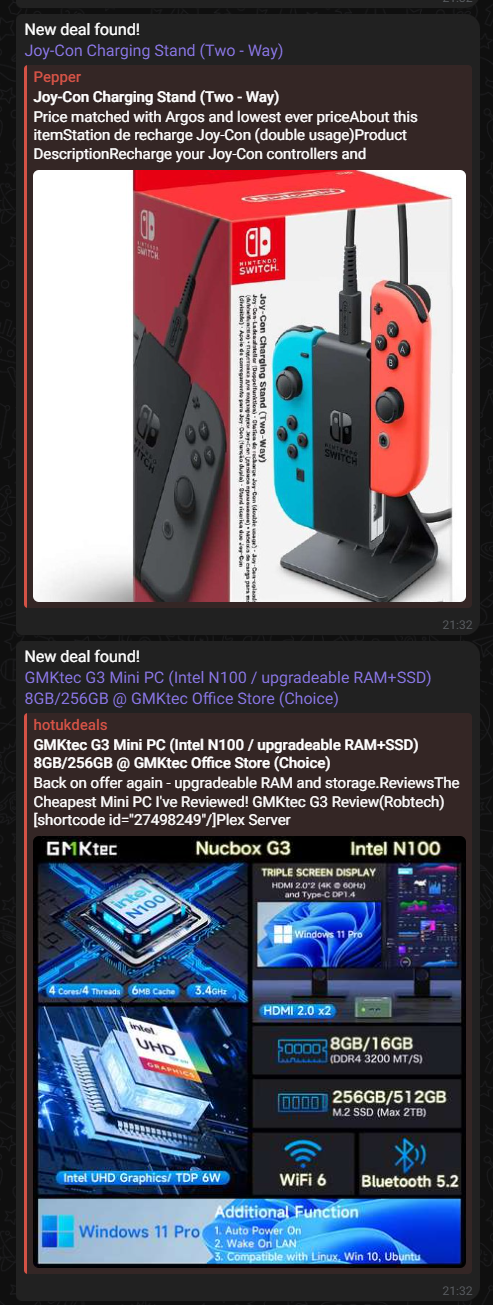 New deal found!
Joy-Con Charging Stand (Two - Way)
Pepper
Joy-Con Charging Stand (Two - Way)
Price matched with Argos and lowest ever priceAbout this
itemStation de recharge Joy-Con (double usage)Product
DescriptionRecharge your Joy-Con controllers and
Nintendo
NINTENDO
SWITCH
NINTENDO
SWITCH
Joy-Con Charging Stand (Two-Way)
NINTENDO
SWITCH
NINTENDO
SWITCH
21:32
New deal found!
GMKtec G3 Mini PC (Intel N100 / upgradeable RAM+SSD)
8GB/256GB @ GMKtec Office Store (Choice)
hotukdeals
GMKtec G3 Mini PC (Intel N100 / upgradeable RAM+SSD)
8GB/256GB @ GMKtec Office Store (Choice)
Back on offer again - upgradeable RAM and storage.ReviewsThe
Cheapest Mini PC I've Reviewed! GMKtec G3 Review(Robtech)
[shortcode id="27498249"/]Plex Server
GMKtec Nucbox G3 Intel N100
intel
N100
4 Cores/4 Threads 6MB Cache 3.4GHz
TRIPLE SCREEN DISPLAY
HDMI 2.0*2 (4K @ 60Hz)
and Type-C DP1.4
Windows 11 Pro
HDMI 2.0 x2
intel
UHD
GRAPHICS
Intel UHD Graphics/ TDP 6W
8GB/16GB
(DDR4 3200 MT/S)
256GB/512GB
M.2 SSD (Max 2TB)
WiFi 6
Bluetooth 5.2
Windows 11 Pro
Additional Function
1. Auto Power On
2. Wake On LAN
3. Compatible with Linux, Win 10, Ubuntu
21:32